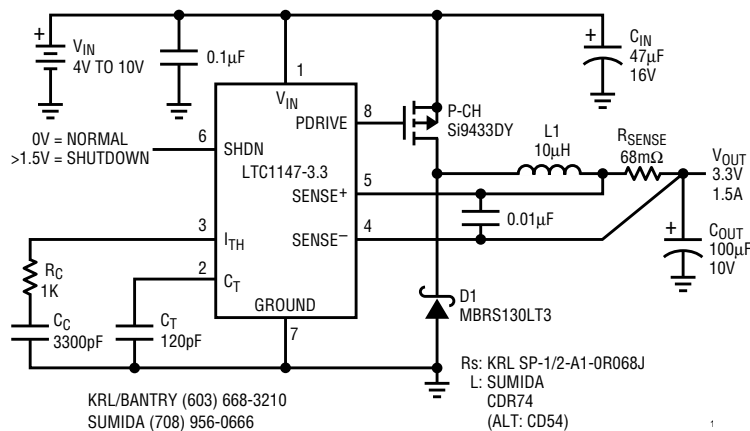 +
V_IN
4V TO 10V
0.1µF
+
C_IN
47µF
16V
1
V_IN
8
PDRIVE
P-CH
Si9433DY
0V = NORMAL
>1.5V = SHUTDOWN
6
SHDN
LTC1147-3.3
L1
10µH
R_SENSE
68mΩ
V_OUT
3.3V
1.5A
5
SENSE+
0.01µF
3
I_TH
4
SENSE−
+
C_OUT
100µF
10V
R_C
1K
2
C_T
C_C
3300pF
C_T
120pF
GROUND
7
D1
MBRS130LT3
Rs: KRL SP-1/2-A1-0R068J
L: SUMIDA
CDR74
(ALT: CD54)
KRL/BANTRY (603) 668-3210
SUMIDA (708) 956-0666
1